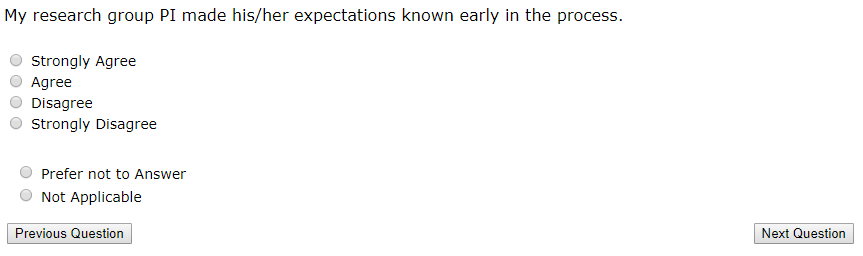 My research group PI made his/her expectations known early in the process.
Strongly Agree
Agree
Disagree
Strongly Disagree
Prefer not to Answer
Not Applicable
Previous Question
Next Question